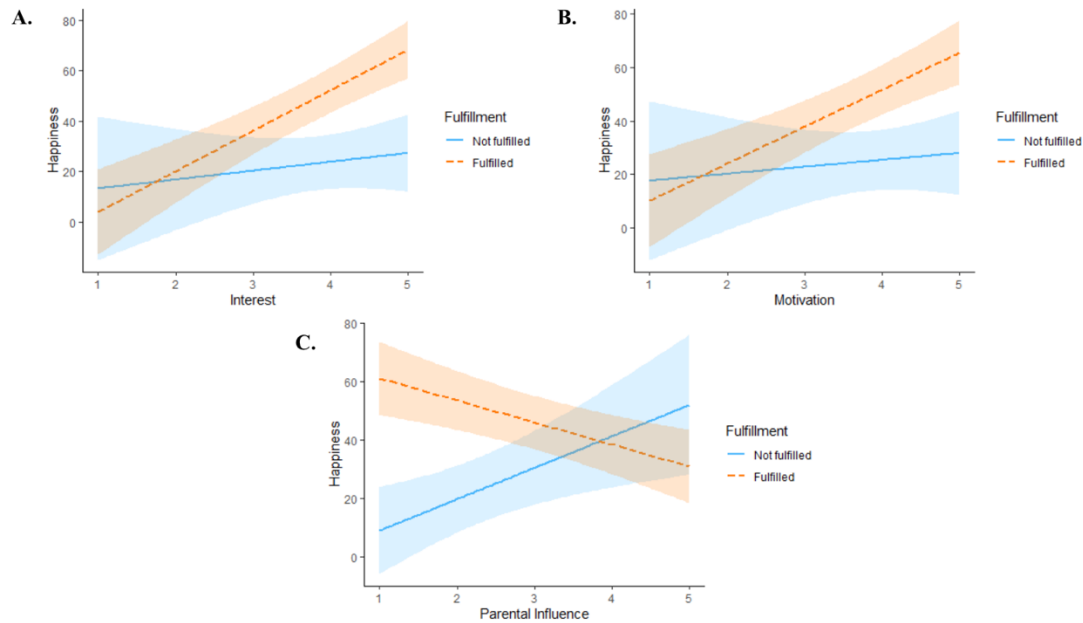 A.
80
60
40
20
0
Happiness
1 2 3 4 5
Interest
Fulfillment
Not fulfilled
Fulfilled
B.
80
60
40
20
0
Happiness
1 2 3 4 5
Motivation
Fulfillment
Not fulfilled
Fulfilled
C.
80
60
40
20
0
Happiness
1 2 3 4 5
Parental Influence
Fulfillment
Not fulfilled
Fulfilled